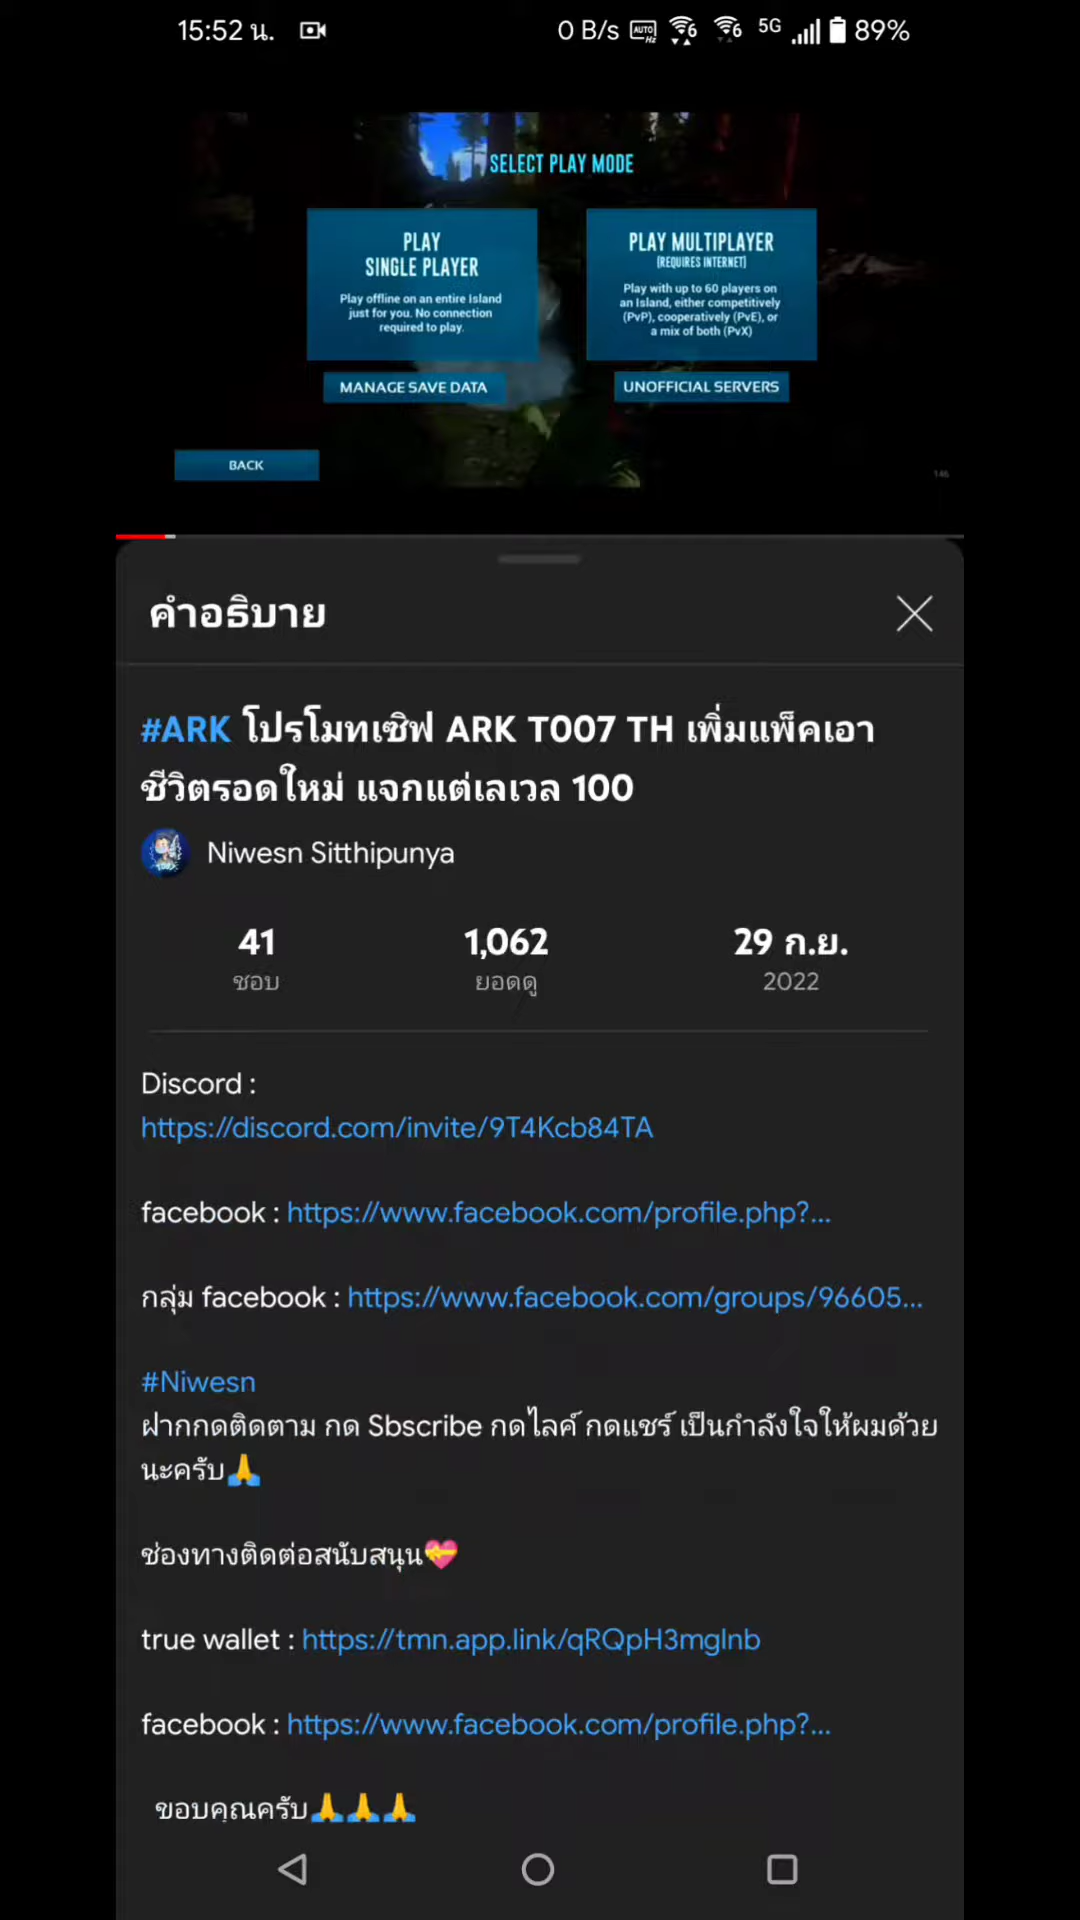 15:52 น. 0 B/s AUTO Hz 6 6 5G 89%
SELECT PLAY MODE
PLAY
SINGLE PLAYER
Play offline on an entire Island
just for you. No connection
required to play.
PLAY MULTIPLAYER
(REQUIRES INTERNET)
Play with up to 60 players on
an Island, either competitively
(PvP), cooperatively (PvE), or
a mix of both (PvX)
MANAGE SAVE DATA
UNOFFICIAL SERVERS
BACK
146
คำอธิบาย
#ARK โปรโมทเซิฟ ARK T007 TH เพิ่มแพ็คเอา
ชีวิตรอดใหม่ แจกแต่เลเวล 100
Niwesn Sitthipunya
41 1,062 29 ก.ย.
ชอบ ยอดดู 2022
Discord :
https://discord.com/invite/9T4Kcb84TA
facebook : https://www.facebook.com/profile.php?...
กลุ่ม facebook : https://www.facebook.com/groups/96605...
#Niwesn
ฝากกดติดตาม กด Sbscribe กดไลค์ กดแชร์ เป็นกำลังใจให้ผมด้วย
นะครับ🙏
ช่องทางติดต่อสนับสนุน💝
true wallet : https://tmn.app.link/qRQpH3mglnb
facebook : https://www.facebook.com/profile.php?...
ขอบคุณครับ🙏🙏🙏